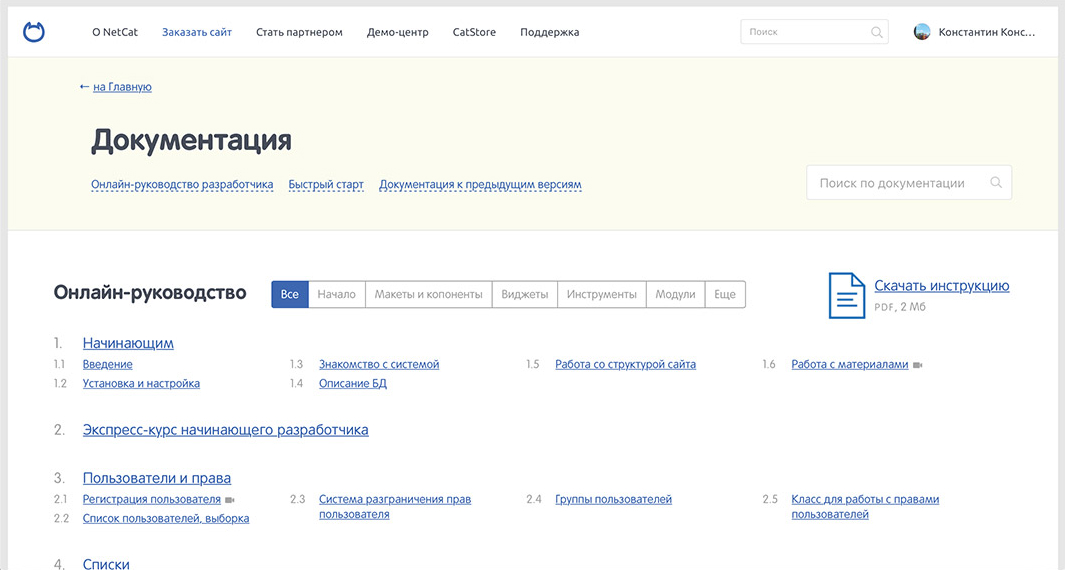 О NetCat Заказать сайт Стать партнером Демо-центр CatStore Поддержка Поиск Константин Конс...
← на Главную
Документация
Онлайн-руководство разработчика Быстрый старт Документация к предыдущим версиям Поиск по документации
Онлайн-руководство Все Начало Макеты и копоненты Виджеты Инструменты Модули Еще Скачать инструкцию
PDF, 2 Мб
1. Начинающим
1.1 Введение 1.3 Знакомство с системой 1.5 Работа со структурой сайта 1.6 Работа с материалами
1.2 Установка и настройка 1.4 Описание БД
2. Экспресс-курс начинающего разработчика
3. Пользователи и права
2.1 Регистрация пользователя 2.3 Система разграничения прав 2.4 Группы пользователей 2.5 Класс для работы с правами
пользователя пользователей
2.2 Список пользователей, выборка
4. Списки